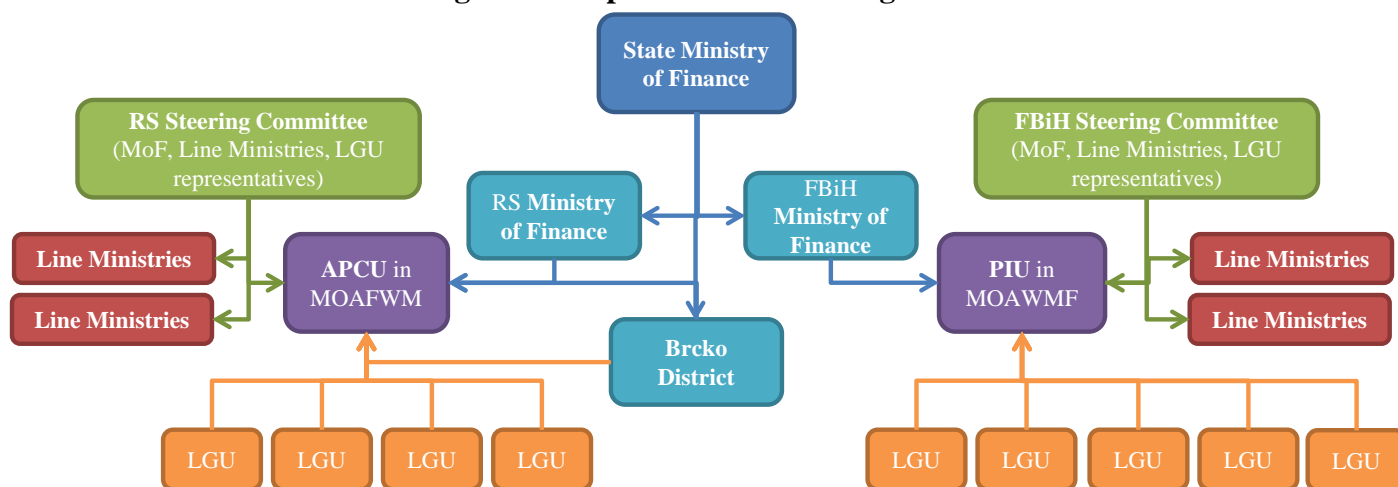 State Ministry
of Finance
RS Steering Committee
(MoF, Line Ministries, LGU
representatives)
FBiH Steering Committee
(MoF, Line Ministries, LGU
representatives)
RS Ministry
of Finance
FBiH
Ministry of
Finance
Line Ministries
Line Ministries
APCU in
MOAFWM
PIU in
MOAWMF
Line Ministries
Line Ministries
Brcko
District
LGU
LGU
LGU
LGU
LGU
LGU
LGU
LGU
LGU